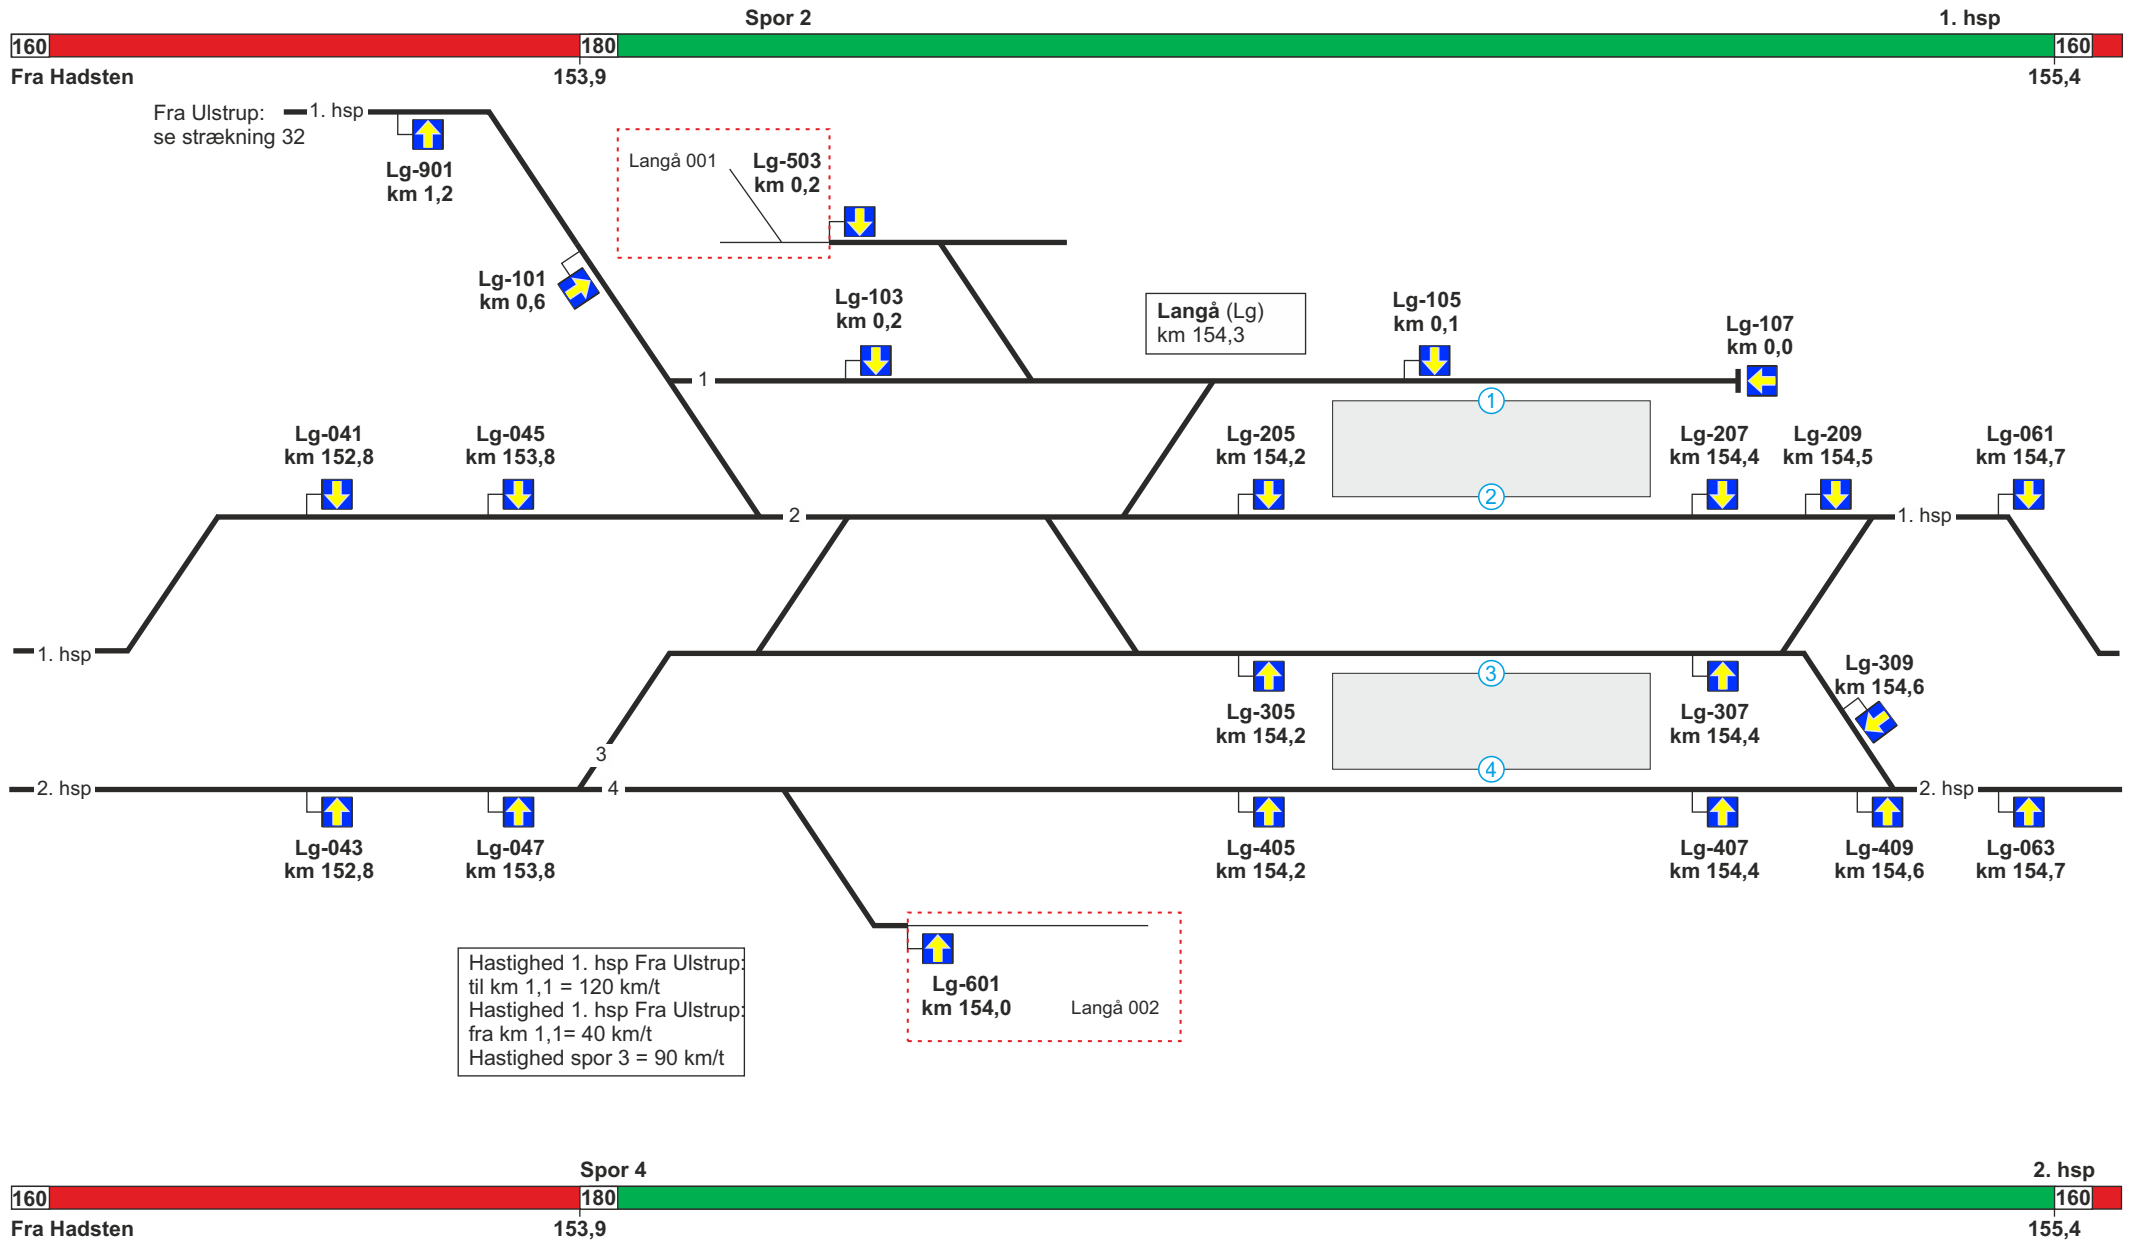 Spor 2
1. hsp
160
180
160
Fra Hadsten
153,9
155,4
Fra Ulstrup:
se strækning 32
1. hsp
Lg-901
km 1,2
Langå 001
Lg-503
km 0,2
Lg-101
km 0,6
Lg-103
km 0,2
Langå (Lg)
km 154,3
Lg-105
km 0,1
Lg-107
km 0,0
1
1
Lg-041
km 152,8
Lg-045
km 153,8
Lg-205
km 154,2
Lg-207
km 154,4
Lg-209
km 154,5
Lg-061
km 154,7
2
2
1. hsp
1. hsp
3
Lg-305
km 154,2
Lg-307
km 154,4
Lg-309
km 154,6
3
4
2. hsp
4
2. hsp
Lg-043
km 152,8
Lg-047
km 153,8
Lg-405
km 154,2
Lg-407
km 154,4
Lg-409
km 154,6
Lg-063
km 154,7
Lg-601
km 154,0
Langå 002
Hastighed 1. hsp Fra Ulstrup:
til km 1,1 = 120 km/t
Hastighed 1. hsp Fra Ulstrup:
fra km 1,1= 40 km/t
Hastighed spor 3 = 90 km/t
Spor 4
2. hsp
160
180
160
Fra Hadsten
153,9
155,4